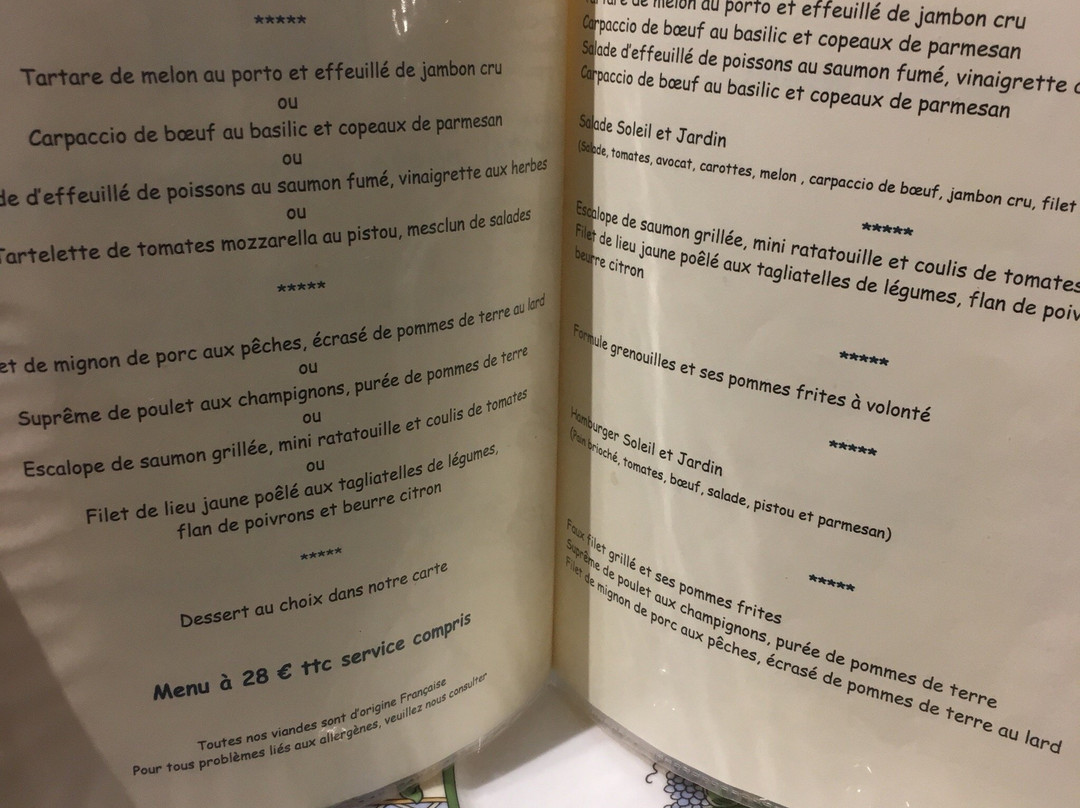 *****
Tartare de melon au porto et effeuillé de jambon cru
ou
Carpaccio de bœuf au basilic et copeaux de parmesan
ou
d'effeuillé de poissons au saumon fumé, vinaigrette aux herbes
ou
Tartelette de tomates mozzarella au pistou, mesclun de salades
*****
de mignon de porc aux pêches, écrasé de pommes de terre au lard
ou
Suprême de poulet aux champignons, purée de pommes de terre
ou
Escalope de saumon grillée, mini ratatouille et coulis de tomates
ou
Filet de lieu jaune poêlé aux tagliatelles de légumes,
flan de poivrons et beurre citron
*****
Dessert au choix dans notre carte
Menu à 28 € ttc service compris
Toutes nos viandes sont d'origine Française
Pour tous problèmes liés aux allergènes, veuillez nous consulter
de melon au porto et effeuillé de jambon cru
Carpaccio de bœuf au basilic et copeaux de parmesan
Salade d'effeuillé de poissons au saumon fumé, vinaigrette
Carpaccio de bœuf au basilic et copeaux de parmesan
Salade Soleil et Jardin
(Salade, tomates, avocat, carottes, melon , carpaccio de bœuf, jambon cru, filet
*****
Escalope de saumon grillée, mini ratatouille et coulis de tomates
Filet de lieu jaune poêlé aux tagliatelles de légumes, flan de poiv
beurre citron
*****
Formule grenouilles et ses pommes frites à volonté
*****
Hamburger Soleil et Jardin
(Pain brioché, tomates, bœuf, salade, pistou et parmesan)
*****
Faux filet grillé et ses pommes frites
Suprême de poulet aux champignons, purée de pommes de terre
Filet de mignon de porc aux pêches, écrasé de pommes de terre au lard